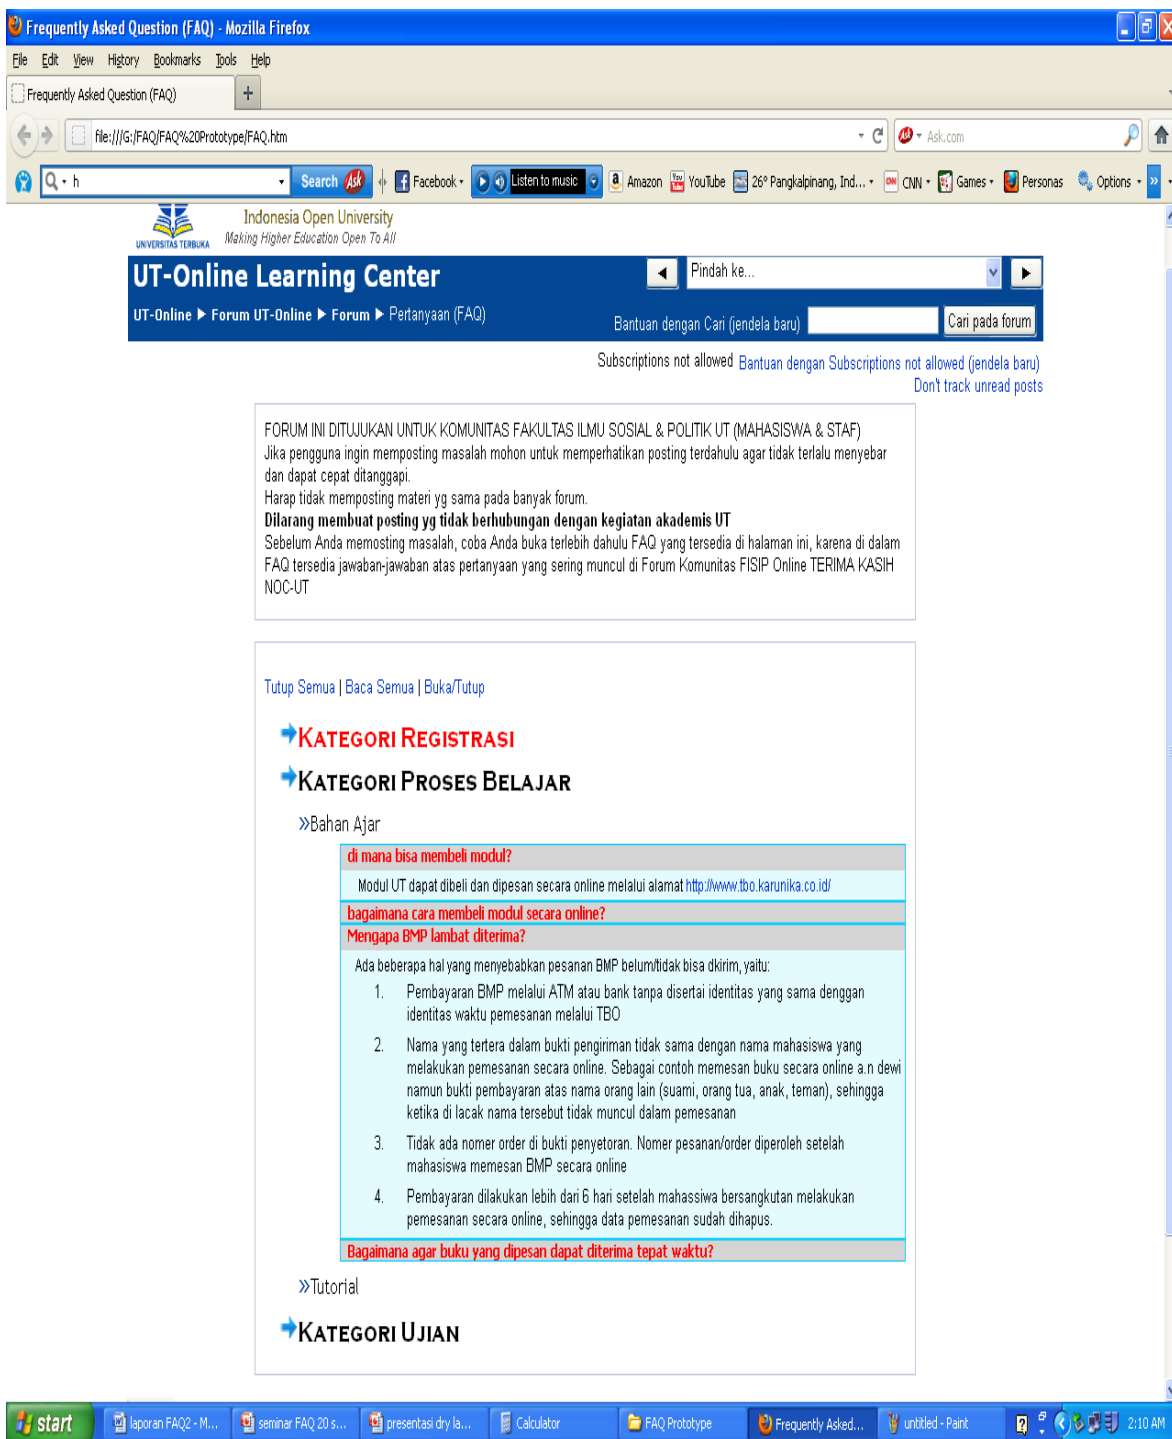 Frequently Asked Question (FAQ) - Mozilla Firefox
File Edit View History Bookmarks Tools Help
Frequently Asked Question (FAQ) +
file:///G:/FAQ/FAQ%20Prototype/FAQ.htm Ask.com
h Search Ask Facebook Listen to music Amazon YouTube 26° Pangkalpinang, Ind... CNN Games Personas Options
UNIVERSITAS TERBUKA
Indonesia Open University
Making Higher Education Open To All
UT-Online Learning Center
Pindah ke...
UT-Online ► Forum UT-Online ► Forum ► Pertanyaan (FAQ)
Bantuan dengan Cari (jendela baru) Cari pada forum
Subscriptions not allowed Bantuan dengan Subscriptions not allowed (jendela baru)
Don't track unread posts
FORUM INI DITUJUKAN UNTUK KOMUNITAS FAKULTAS ILMU SOSIAL & POLITIK UT (MAHASISWA & STAF)
Jika pengguna ingin memposting masalah mohon untuk memperhatikan posting terdahulu agar tidak terlalu menyebar
dan dapat cepat ditanggapi.
Harap tidak memposting materi yg sama pada banyak forum.
Dilarang membuat posting yg tidak berhubungan dengan kegiatan akademis UT
Sebelum Anda memosting masalah, coba Anda buka terlebih dahulu FAQ yang tersedia di halaman ini, karena di dalam
FAQ tersedia jawaban-jawaban atas pertanyaan yang sering muncul di Forum Komunitas FISIP Online TERIMA KASIH
NOC-UT
Tutup Semua | Baca Semua | Buka/Tutup
KATEGORI REGISTRASI
KATEGORI PROSES BELAJAR
»Bahan Ajar
di mana bisa membeli modul?
Modul UT dapat dibeli dan dipesan secara online melalui alamat http://www.tbo.karunika.co.id/
bagaimana cara membeli modul secara online?
Mengapa BMP lambat diterima?
Ada beberapa hal yang menyebabkan pesanan BMP belum/tidak bisa dkirim, yaitu:
1. Pembayaran BMP melalui ATM atau bank tanpa disertai identitas yang sama denggan
identitas waktu pemesanan melalui TBO
2. Nama yang tertera dalam bukti pengiriman tidak sama dengan nama mahasiswa yang
melakukan pemesanan secara online. Sebagai contoh memesan buku secara online a.n dewi
namun bukti pembayaran atas nama orang lain (suami, orang tua, anak, teman), sehingga
ketika di lacak nama tersebut tidak muncul dalam pemesanan
3. Tidak ada nomer order di bukti penyetoran. Nomer pesanan/order diperoleh setelah
mahasiswa memesan BMP secara online
4. Pembayaran dilakukan lebih dari 6 hari setelah mahassiwa bersangkutan melakukan
pemesanan secara online, sehingga data pemesanan sudah dihapus.
Bagaimana agar buku yang dipesan dapat diterima tepat waktu?
»Tutorial
KATEGORI UJIAN
start laporan FAQ2 - M... seminar FAQ 20 s... presentasi dry la... Calculator FAQ Prototype Frequently Asked... untitled - Paint 2:10 AM